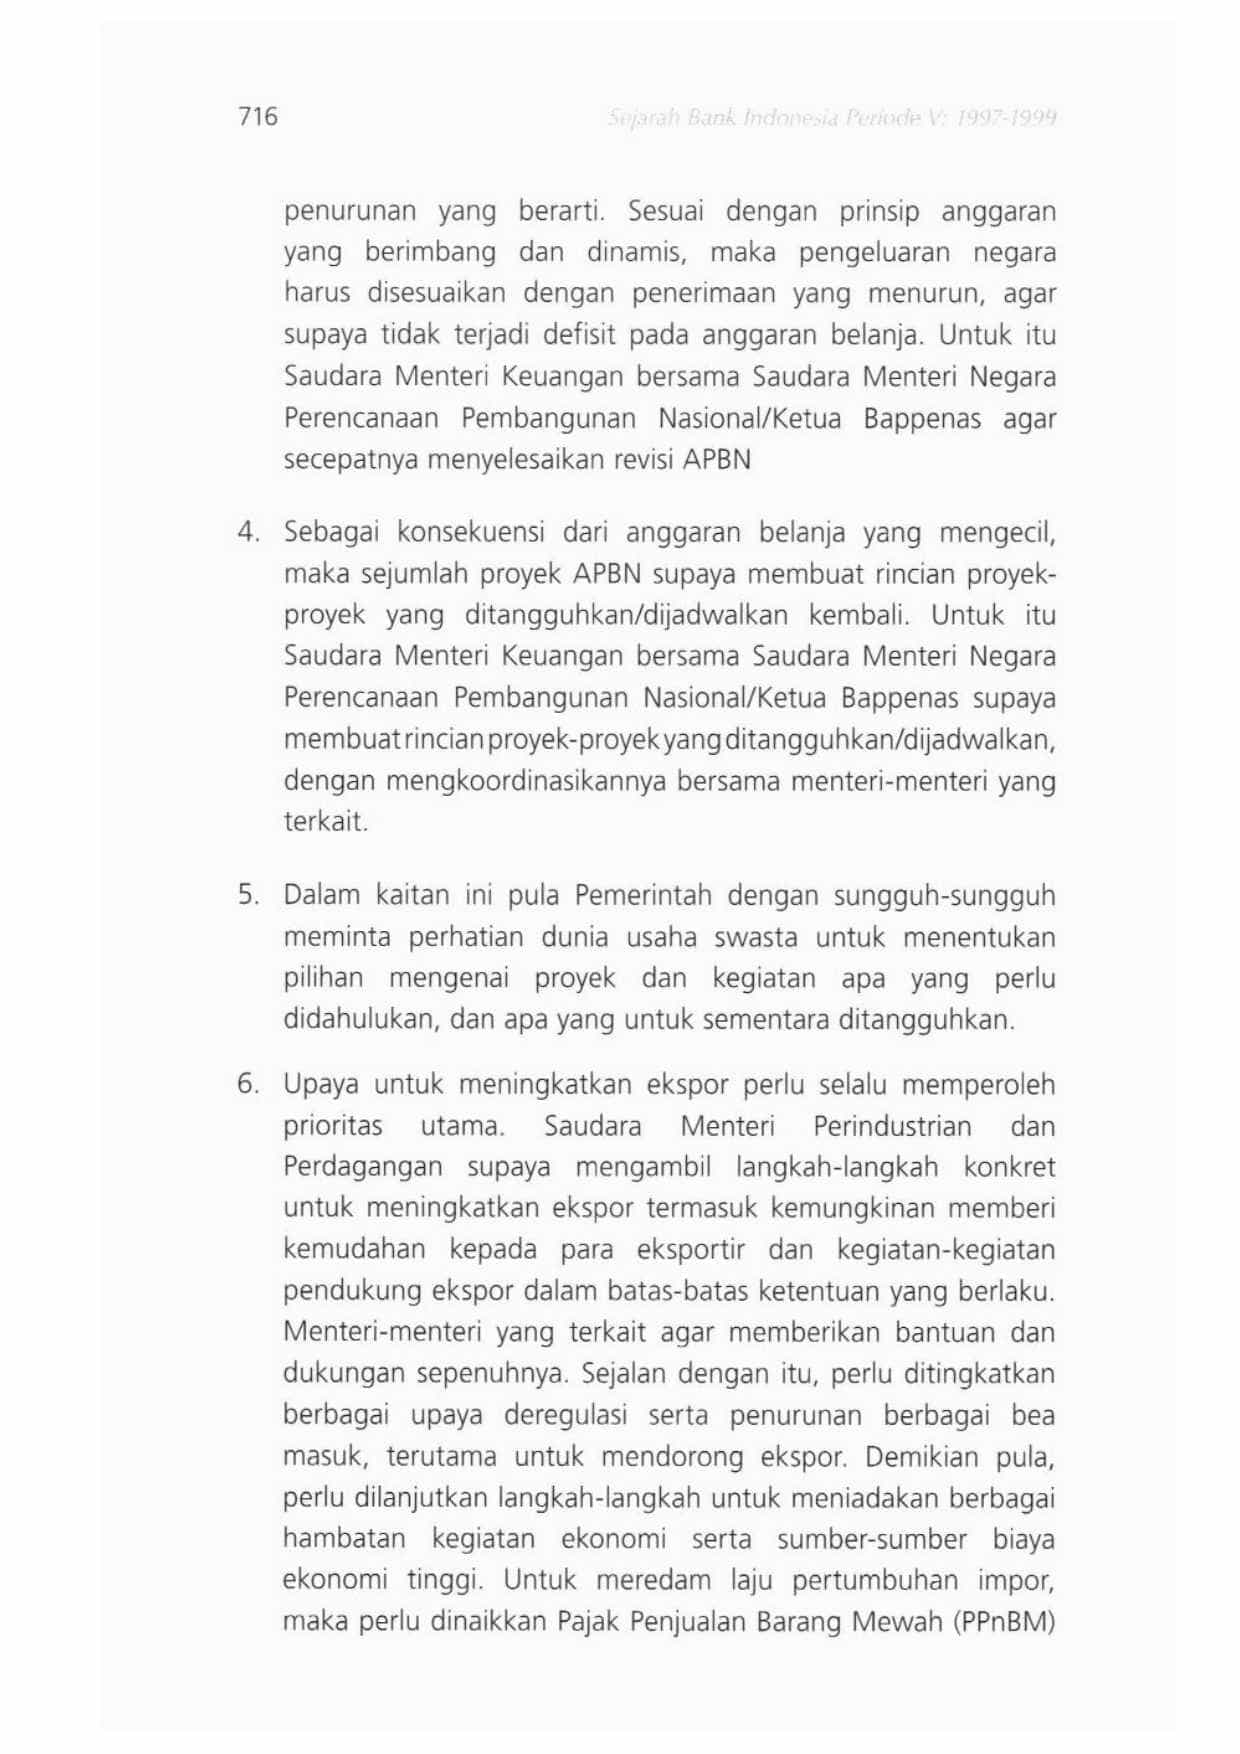 716
Sejarah Bank Indonesia Periode V: 1997-1999
penurunan yang berarti. Sesuai dengan prinsip anggaran
yang berimbang dan dinamis, maka pengeluaran negara
harus disesuaikan dengan penerimaan yang menurun, agar
supaya tidak terjadi defisit pada anggaran belanja. Untuk itu
Saudara Menteri Keuangan bersama Saudara Menteri Negara
Perencanaan Pembangunan Nasional/Ketua Bappenas agar
secepatnya menyelesaikan revisi APBN
4. Sebagai konsekuensi dari anggaran belanja yang mengecil,
maka sejumlah proyek APBN supaya membuat rincian proyek-
proyek yang ditangguhkan/dijadwalkan kembali. Untuk itu
Saudara Menteri Keuangan bersama Saudara Menteri Negara
Perencanaan Pembangunan Nasional/Ketua Bappenas supaya
membuat rincian proyek-proyek yang ditangguhkan/dijadwalkan,
dengan mengkoordinasikannya bersama menteri-menteri yang
terkait.
5. Dalam kaitan ini pula Pemerintah dengan sungguh-sungguh
meminta perhatian dunia usaha swasta untuk menentukan
pilihan mengenai proyek dan kegiatan apa yang perlu
didahulukan, dan apa yang untuk sementara ditangguhkan.
6. Upaya untuk meningkatkan ekspor perlu selalu memperoleh
prioritas utama. Saudara Menteri Perindustrian dan
Perdagangan supaya mengambil langkah-langkah konkret
untuk meningkatkan ekspor termasuk kemungkinan memberi
kemudahan kepada para eksportir dan kegiatan-kegiatan
pendukung ekspor dalam batas-batas ketentuan yang berlaku.
Menteri-menteri yang terkait agar memberikan bantuan dan
dukungan sepenuhnya. Sejalan dengan itu, perlu ditingkatkan
berbagai upaya deregulasi serta penurunan berbagai bea
masuk, terutama untuk mendorong ekspor. Demikian pula,
perlu dilanjutkan langkah-langkah untuk meniadakan berbagai
hambatan kegiatan ekonomi serta sumber-sumber biaya
ekonomi tinggi. Untuk meredam laju pertumbuhan impor,
maka perlu dinaikkan Pajak Penjualan Barang Mewah (PPnBM)